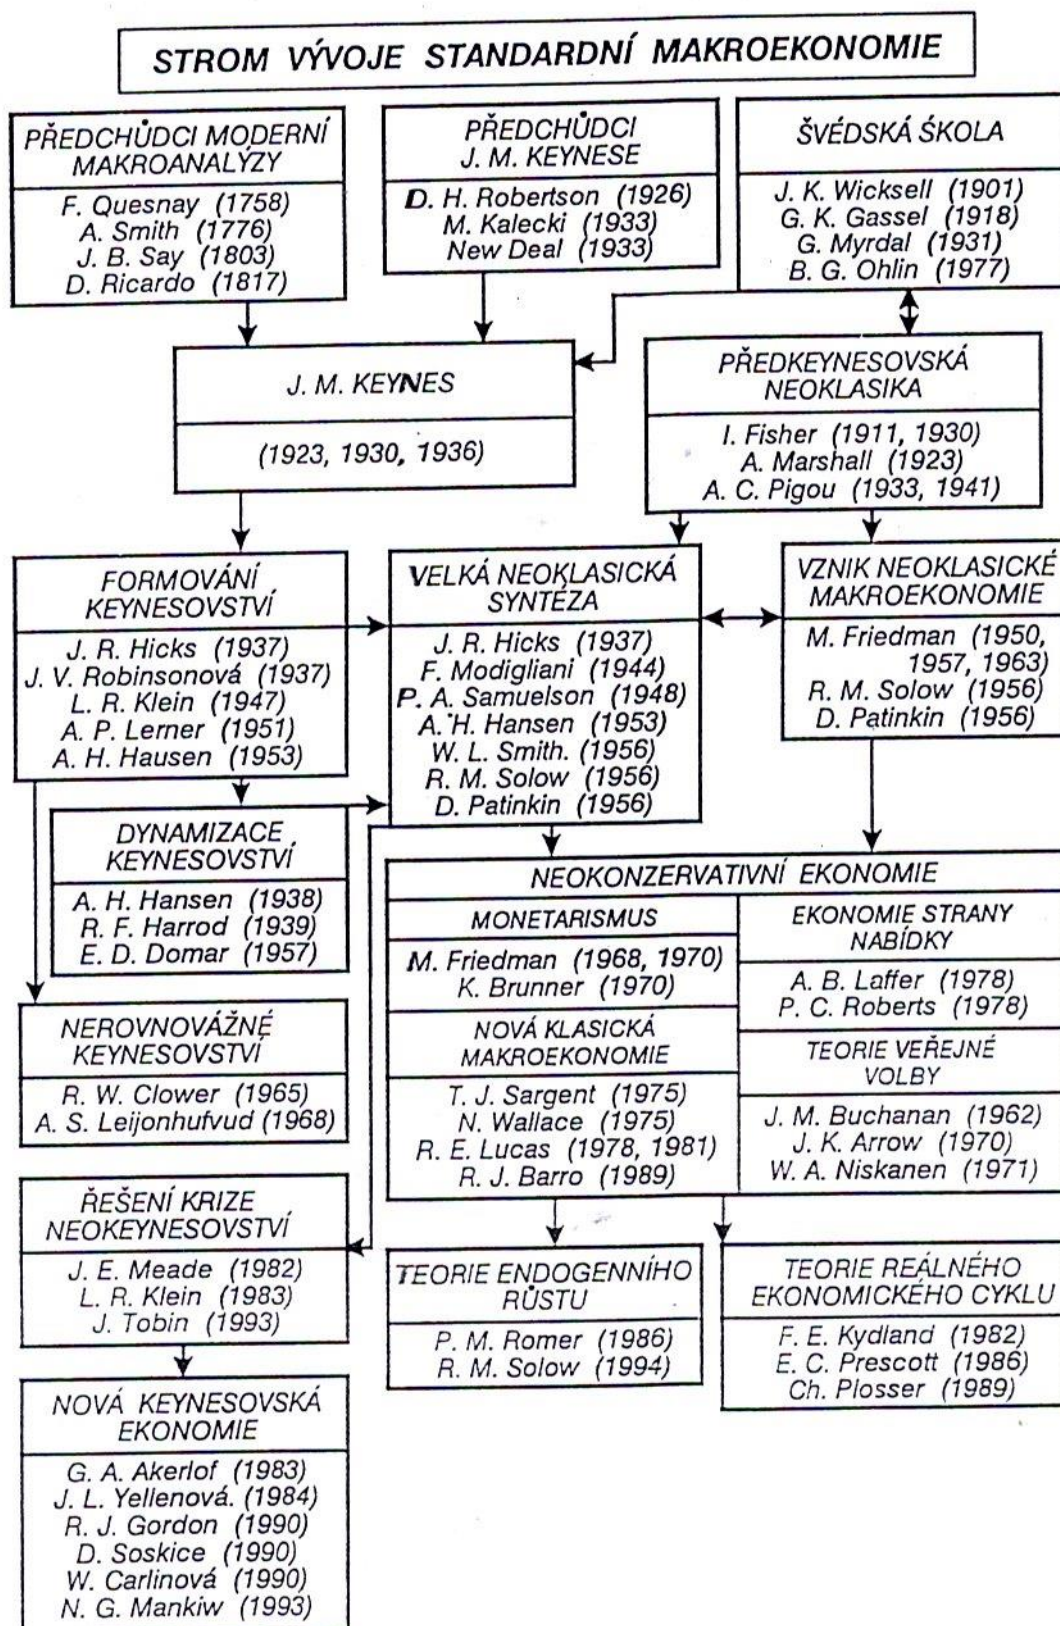 STROM VÝVOJE STANDARDNÍ MAKROEKONOMIE
PŘEDCHŮDCI MODERNÍ
MAKROANALÝZY
F. Quesnay (1758)
A. Smith (1776)
J. B. Say (1803)
D. Ricardo (1817)
PŘEDCHŮDCI
J. M. KEYNESE
D. H. Robertson (1926)
M. Kalecki (1933)
New Deal (1933)
ŠVÉDSKÁ ŠKOLA
J. K. Wicksell (1901)
G. K. Gassel (1918)
G. Myrdal (1931)
B. G. Ohlin (1977)
J. M. KEYNES
(1923, 1930, 1936)
PŘEDKEYNESOVSKÁ
NEOKLASIKA
I. Fisher (1911, 1930)
A. Marshall (1923)
A. C. Pigou (1933, 1941)
FORMOVÁNÍ
KEYNESOVSTVÍ
J. R. Hicks (1937)
J. V. Robinsonová (1937)
L. R. Klein (1947)
A. P. Lerner (1951)
A. H. Hausen (1953)
VELKÁ NEOKLASICKÁ
SYNTÉZA
J. R. Hicks (1937)
F. Modigliani (1944)
P. A. Samuelson (1948)
A. H. Hansen (1953)
W. L. Smith. (1956)
R. M. Solow (1956)
D. Patinkin (1956)
VZNIK NEOKLASICKÉ
MAKROEKONOMIE
M. Friedman (1950,
1957, 1963)
R. M. Solow (1956)
D. Patinkin (1956)
DYNAMIZACE
KEYNESOVSTVÍ
A. H. Hansen (1938)
R. F. Harrod (1939)
E. D. Domar (1957)
NEROVNOVÁŽNÉ
KEYNESOVSTVÍ
R. W. Clower (1965)
A. S. Leijonhufvud (1968)
NEOKONZERVATIVNÍ EKONOMIE
MONETARISMUS
M. Friedman (1968, 1970)
K. Brunner (1970)
NOVÁ KLASICKÁ
MAKROEKONOMIE
T. J. Sargent (1975)
N. Wallace (1975)
R. E. Lucas (1978, 1981)
R. J. Barro (1989)
EKONOMIE STRANY
NABÍDKY
A. B. Laffer (1978)
P. C. Roberts (1978)
TEORIE VEŘEJNÉ
VOLBY
J. M. Buchanan (1962)
J. K. Arrow (1970)
W. A. Niskanen (1971)
ŘEŠENÍ KRIZE
NEOKEYNESOVSTVÍ
J. E. Meade (1982)
L. R. Klein (1983)
J. Tobin (1993)
TEORIE ENDOGENNÍHO
RŮSTU
P. M. Romer (1986)
R. M. Solow (1994)
TEORIE REÁLNÉHO
EKONOMICKÉHO CYKLU
F. E. Kydland (1982)
E. C. Prescott (1986)
Ch. Plosser (1989)
NOVÁ KEYNESOVSKÁ
EKONOMIE
G. A. Akerlof (1983)
J. L. Yellenová. (1984)
R. J. Gordon (1990)
D. Soskice (1990)
W. Carlinová (1990)
N. G. Mankiw (1993)